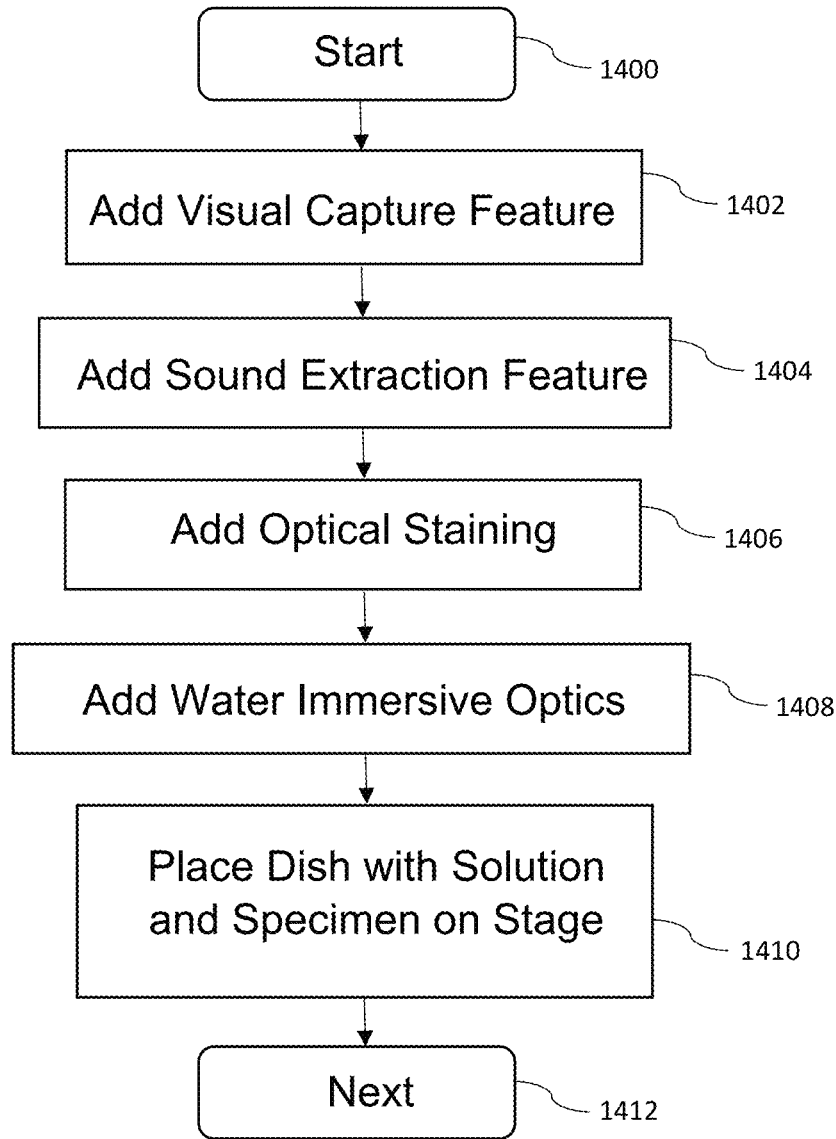 Start
1400
Add Visual Capture Feature
1402
Add Sound Extraction Feature
1404
Add Optical Staining
1406
Add Water Immersive Optics
1408
Place Dish with Solution
and Specimen on Stage
1410
Next
1412